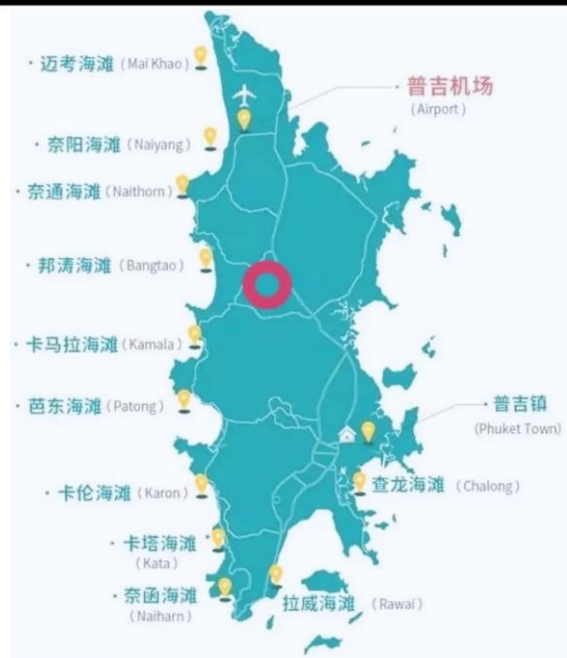 · 迈考海滩 (Mai Khao)
普吉机场
(Airport)
· 奈阳海滩 (Naiyang)
· 奈通海滩 (Naithorn)
· 邦涛海滩 (Bangtao)
· 卡马拉海滩 (Kamala)
· 芭东海滩 (Patong)
普吉镇
(Phuket Town)
查龙海滩 (Chalong)
· 卡伦海滩 (Karon)
· 卡塔海滩
(Kata)
· 奈函海滩
(Naiharn)
拉威海滩 (Rawai)